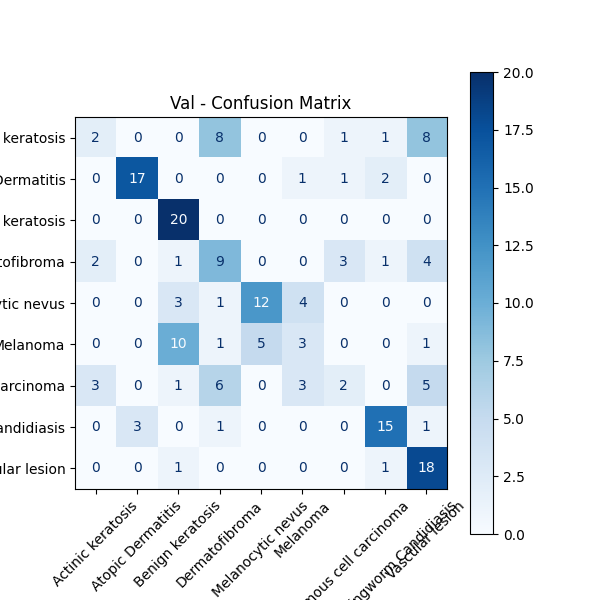 Val - Confusion Matrix
keratosis 2 0 0 8 0 0 1 1 8
Dermatitis 0 17 0 0 0 1 1 2 0
keratosis 0 0 20 0 0 0 0 0 0
tofibroma 2 0 1 9 0 0 3 1 4
ytic nevus 0 0 3 1 12 4 0 0 0
Melanoma 0 0 10 1 5 3 0 0 1
arcinoma 3 0 1 6 0 3 2 0 5
andidiasis 0 3 0 1 0 0 0 15 1
ular lesion 0 0 1 0 0 0 0 1 18
Actinic keratosis
Atopic Dermatitis
Benign keratosis
Dermatofibroma
Melanocytic nevus
Melanoma
mous cell carcinoma
ingworm Candidiasis
Vascular lesion
20.0
17.5
15.0
12.5
10.0
7.5
5.0
2.5
0.0